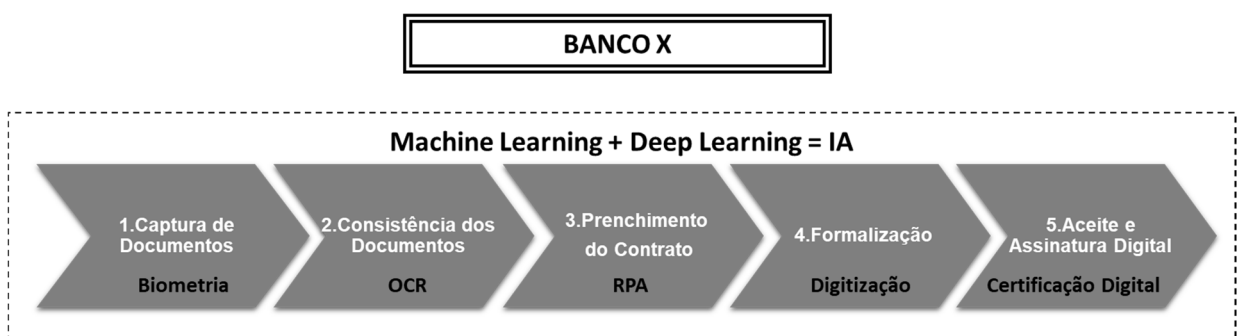 BANCO X
Machine Learning + Deep Learning = IA
1.Captura de
Documentos
Biometria
2.Consistência dos
Documentos
OCR
3.Prenchimento
do Contrato
RPA
4.Formalização
Digitização
5.Aceite e
Assinatura Digital
Certificação Digital